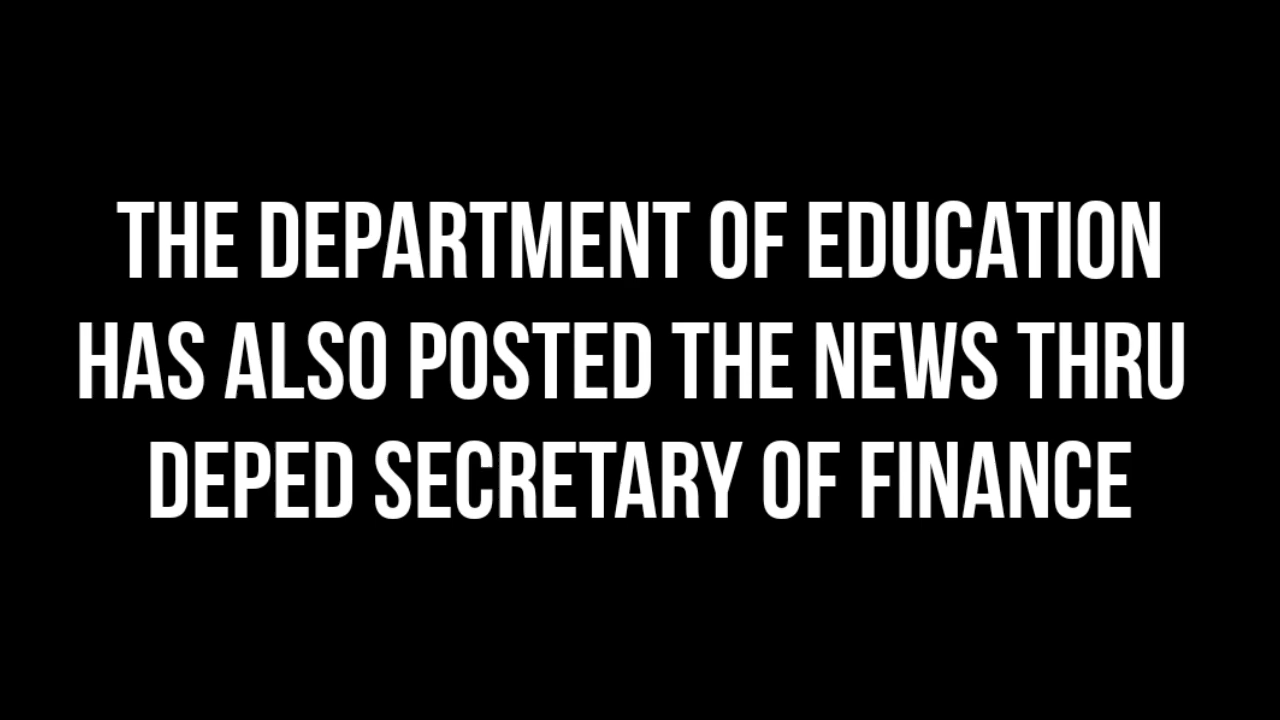 THE DEPARTMENT OF EDUCATION
HAS ALSO POSTED THE NEWS THRU
DEPED SECRETARY OF FINANCE